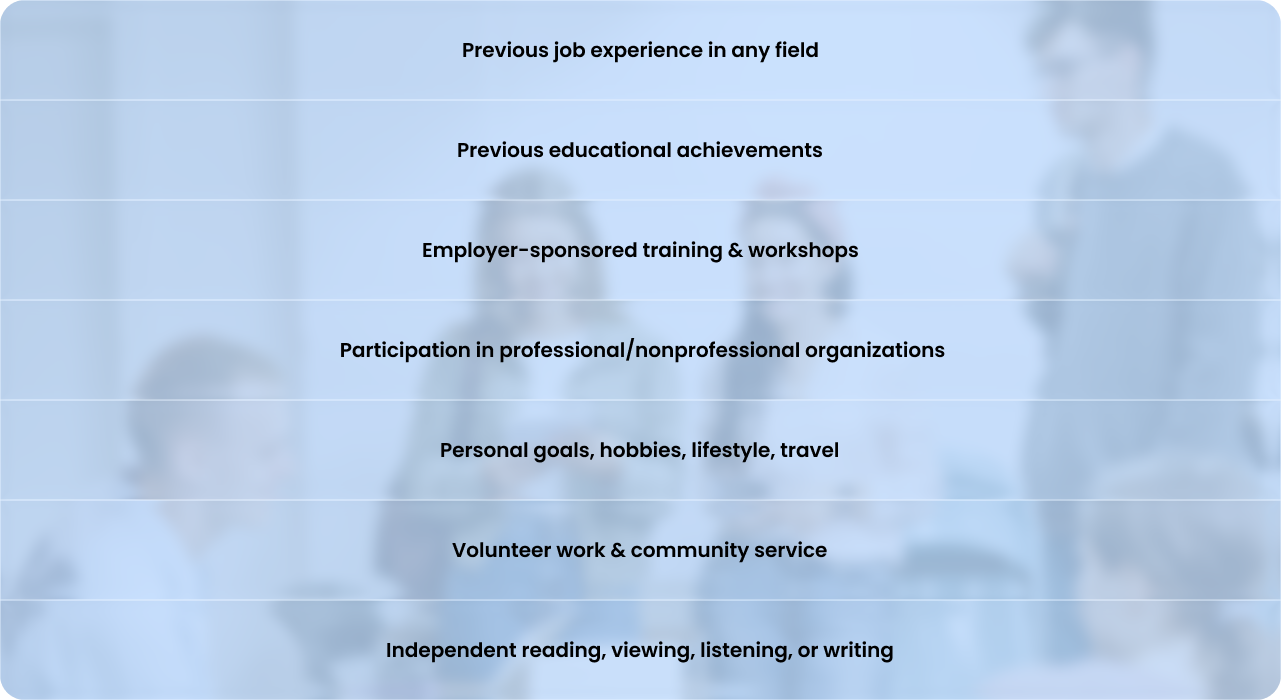 Previous job experience in any field
Previous educational achievements
Employer-sponsored training & workshops
Participation in professional/nonprofessional organizations
Personal goals, hobbies, lifestyle, travel
Volunteer work & community service
Independent reading, viewing, listening, or writing